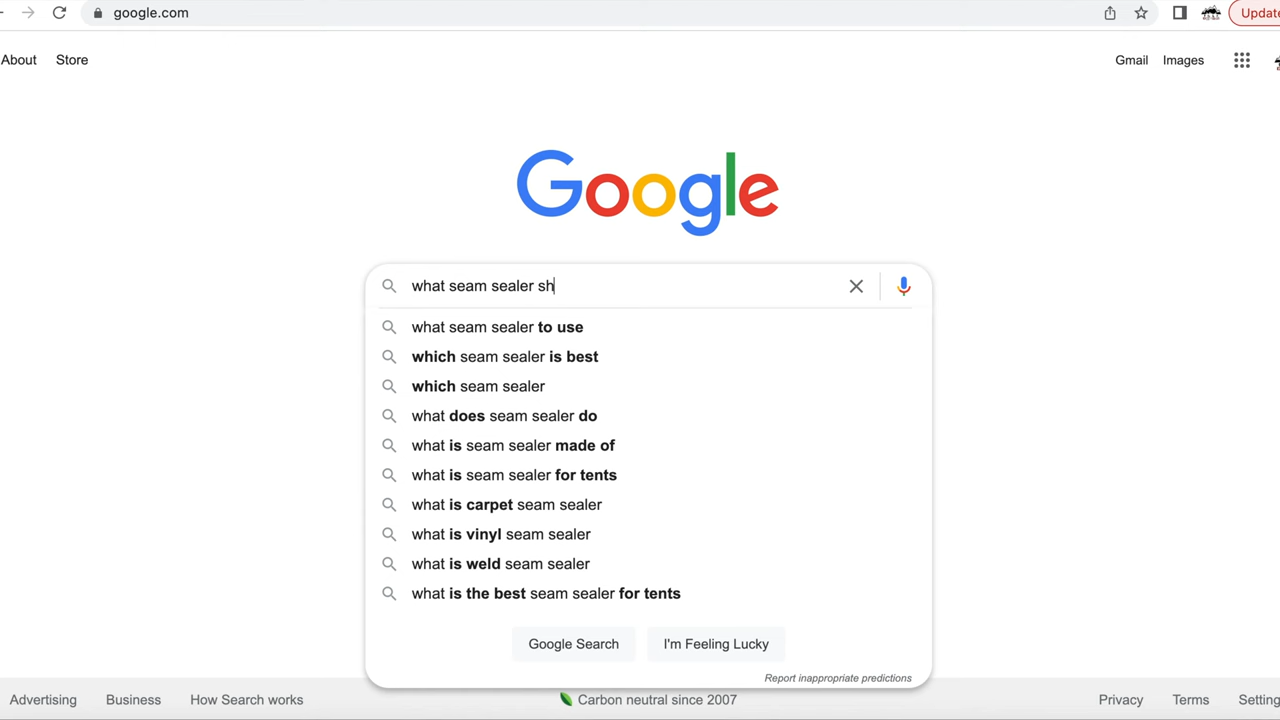 google.com
Update
About Store
Gmail Images
Google
what seam sealer sh
what seam sealer to use
which seam sealer is best
which seam sealer
what does seam sealer do
what is seam sealer made of
what is seam sealer for tents
what is carpet seam sealer
what is vinyl seam sealer
what is weld seam sealer
what is the best seam sealer for tents
Google Search I'm Feeling Lucky
Report inappropriate predictions
Advertising Business How Search works
Carbon neutral since 2007
Privacy Terms Setting